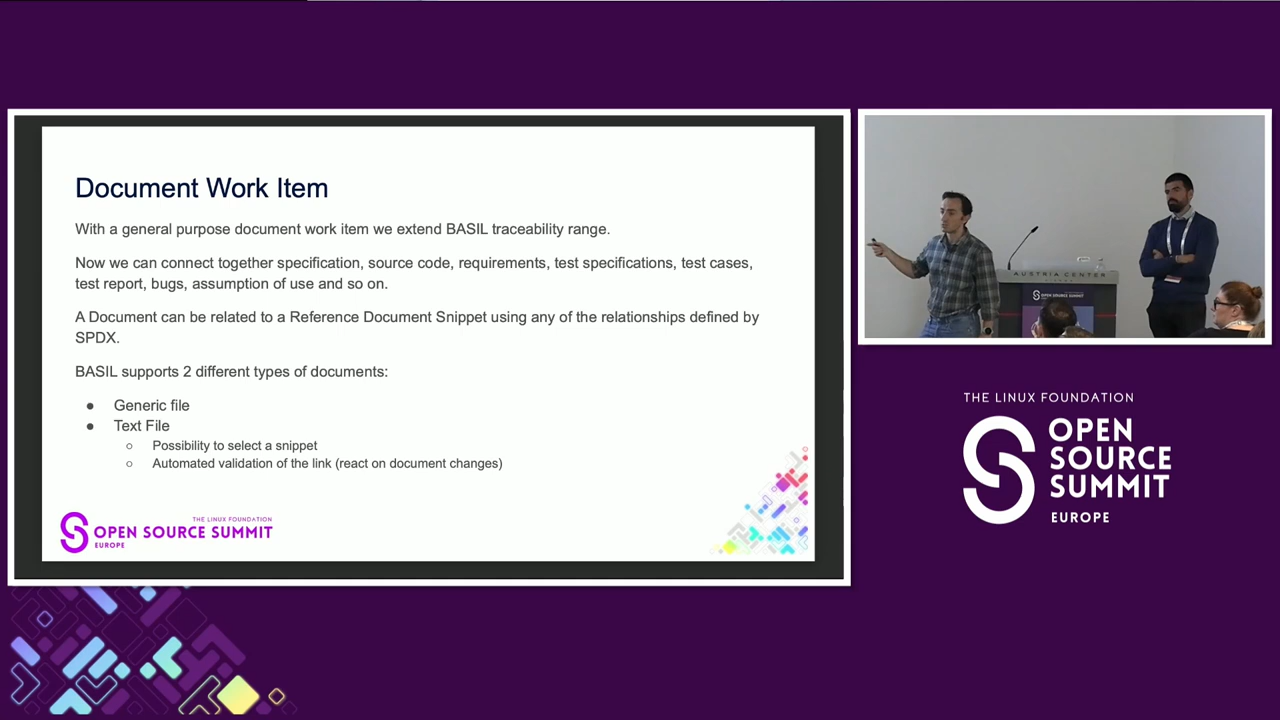 Document Work Item
With a general purpose document work item we extend BASIL traceability range.
Now we can connect together specification, source code, requirements, test specifications, test cases,
test report, bugs, assumption of use and so on.
A Document can be related to a Reference Document Snippet using any of the relationships defined by
SPDX.
BASIL supports 2 different types of documents:
● Generic file
● Text File
○ Possibility to select a snippet
○ Automated validation of the link (react on document changes)
THE LINUX FOUNDATION
OPEN SOURCE SUMMIT
EUROPE
AUSTRIA CENTER
OPEN SOURCE SUMMIT
THE LINUX FOUNDATION
OPEN
SOURCE
SUMMIT
EUROPE